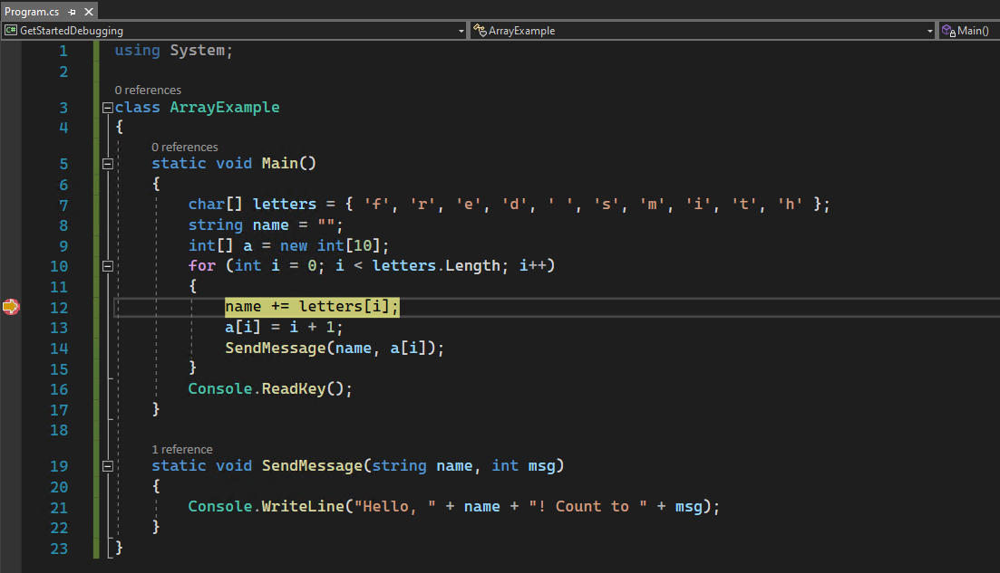 Program.cs
GetStartedDebugging ArrayExample Main()
1 using System;
2
0 references
3 class ArrayExample
4 {
0 references
5 static void Main()
6 {
7 char[] letters = { 'f', 'r', 'e', 'd', ' ', 's', 'm', 'i', 't', 'h' };
8 string name = "";
9 int[] a = new int[10];
10 for (int i = 0; i < letters.Length; i++)
11 {
12 name += letters[i];
13 a[i] = i + 1;
14 SendMessage(name, a[i]);
15 }
16 Console.ReadKey();
17 }
18
1 reference
19 static void SendMessage(string name, int msg)
20 {
21 Console.WriteLine("Hello, " + name + "! Count to " + msg);
22 }
23 }